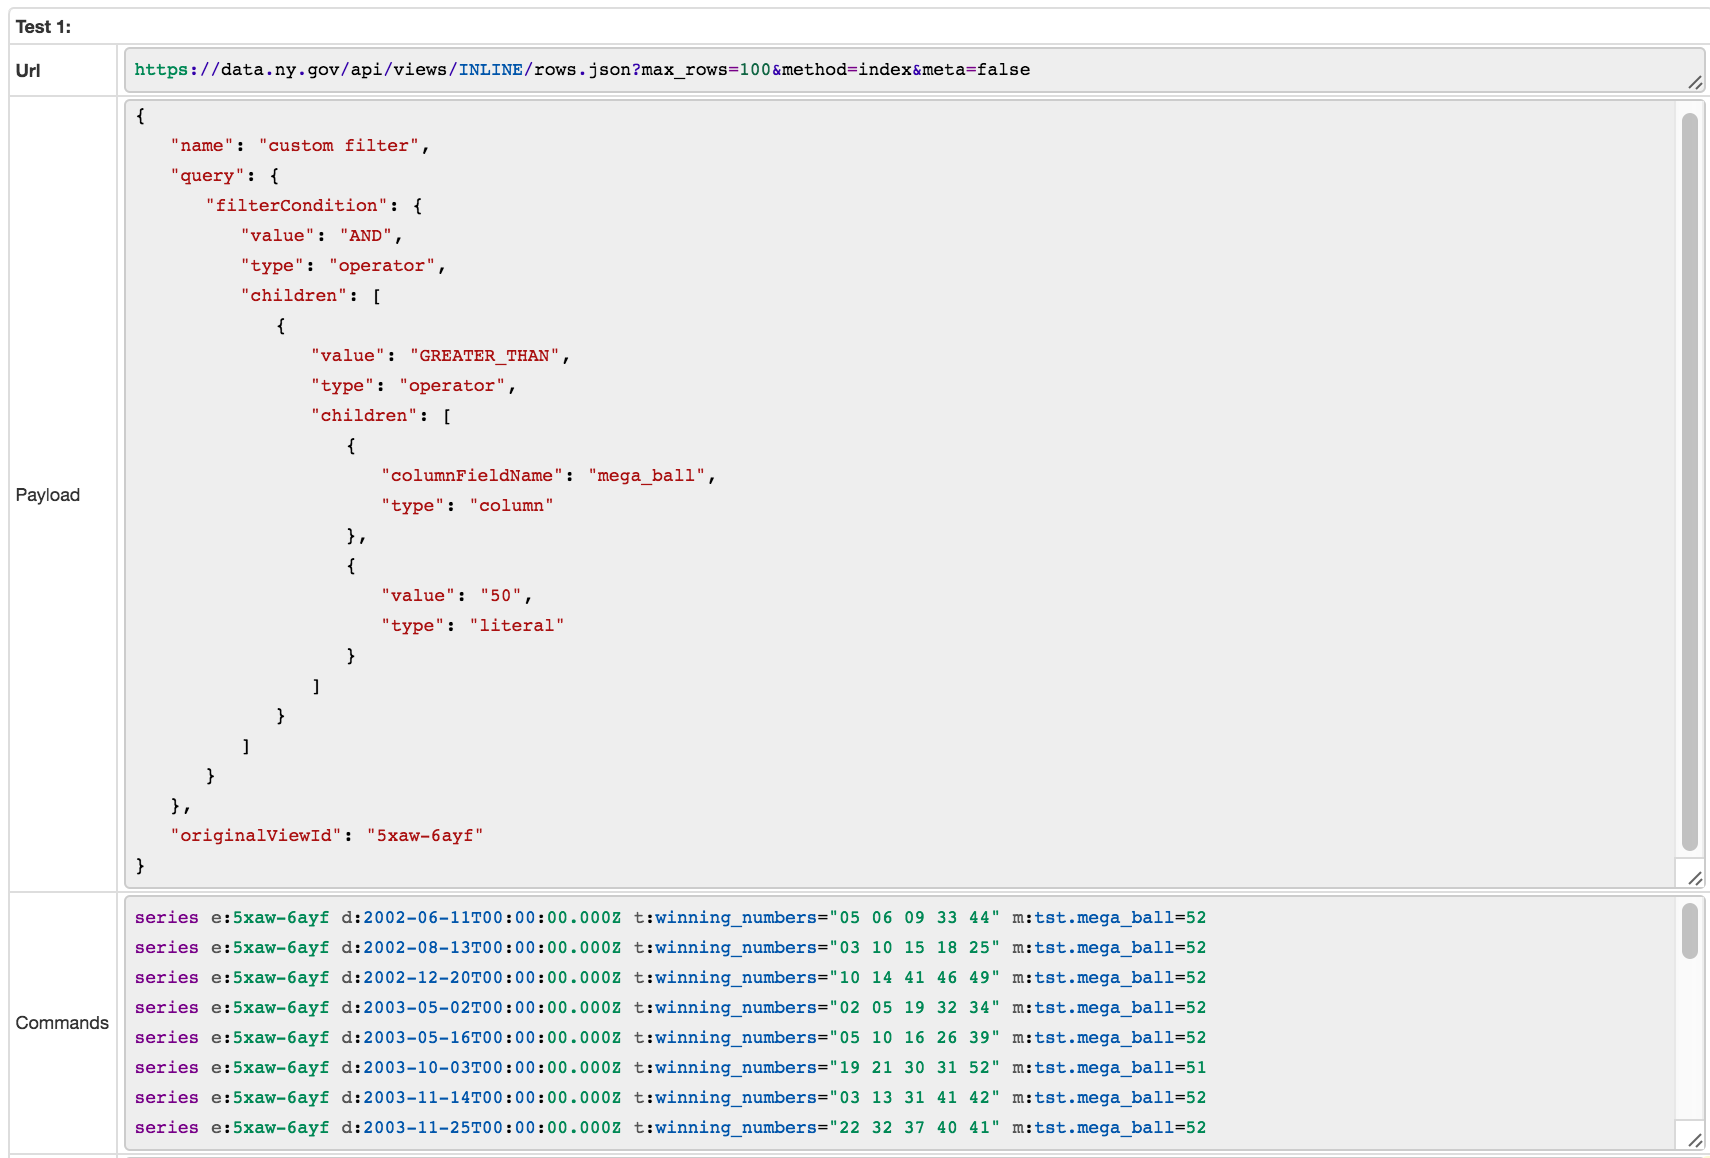 Test 1:
Url
https://data.ny.gov/api/views/INLINE/rows.json?max_rows=100&method=index&meta=false
Payload
{
"name": "custom filter",
"query": {
"filterCondition": {
"value": "AND",
"type": "operator",
"children": [
{
"value": "GREATER_THAN",
"type": "operator",
"children": [
{
"columnFieldName": "mega_ball",
"type": "column"
},
{
"value": "50",
"type": "literal"
}
]
}
]
}
},
"originalViewId": "5xaw-6ayf"
}
Commands
series e:5xaw-6ayf d:2002-06-11T00:00:00.000Z t:winning_numbers="05 06 09 33 44" m:tst.mega_ball=52
series e:5xaw-6ayf d:2002-08-13T00:00:00.000Z t:winning_numbers="03 10 15 18 25" m:tst.mega_ball=52
series e:5xaw-6ayf d:2002-12-20T00:00:00.000Z t:winning_numbers="10 14 41 46 49" m:tst.mega_ball=52
series e:5xaw-6ayf d:2003-05-02T00:00:00.000Z t:winning_numbers="02 05 19 32 34" m:tst.mega_ball=52
series e:5xaw-6ayf d:2003-05-16T00:00:00.000Z t:winning_numbers="05 10 16 26 39" m:tst.mega_ball=52
series e:5xaw-6ayf d:2003-10-03T00:00:00.000Z t:winning_numbers="19 21 30 31 52" m:tst.mega_ball=51
series e:5xaw-6ayf d:2003-11-14T00:00:00.000Z t:winning_numbers="03 13 31 41 42" m:tst.mega_ball=52
series e:5xaw-6ayf d:2003-11-25T00:00:00.000Z t:winning_numbers="22 32 37 40 41" m:tst.mega_ball=52